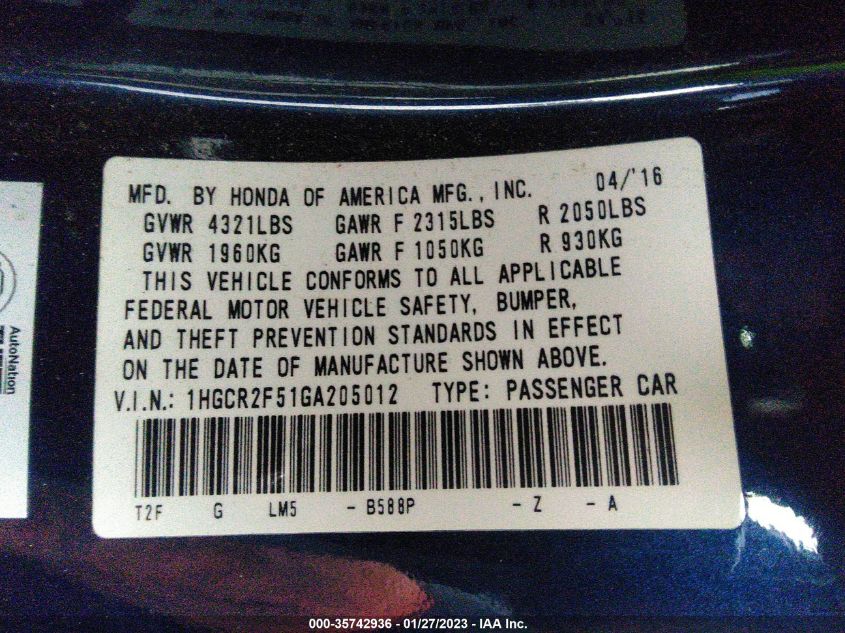 MFD. BY HONDA OF AMERICA MFG., INC. 04/'16
GVWR 4321LBS GAWR F 2315LBS R 2050LBS
GVWR 1960KG GAWR F 1050KG R 930KG
THIS VEHICLE CONFORMS TO ALL APPLICABLE
FEDERAL MOTOR VEHICLE SAFETY, BUMPER,
AND THEFT PREVENTION STANDARDS IN EFFECT
ON THE DATE OF MANUFACTURE SHOWN ABOVE.
V.I.N.: 1HGCR2F51GA205012 TYPE: PASSENGER CAR
T2F G LM5 - B588P - Z - A
AutoNation
000-35742936 - 01/27/2023 - IAA Inc.